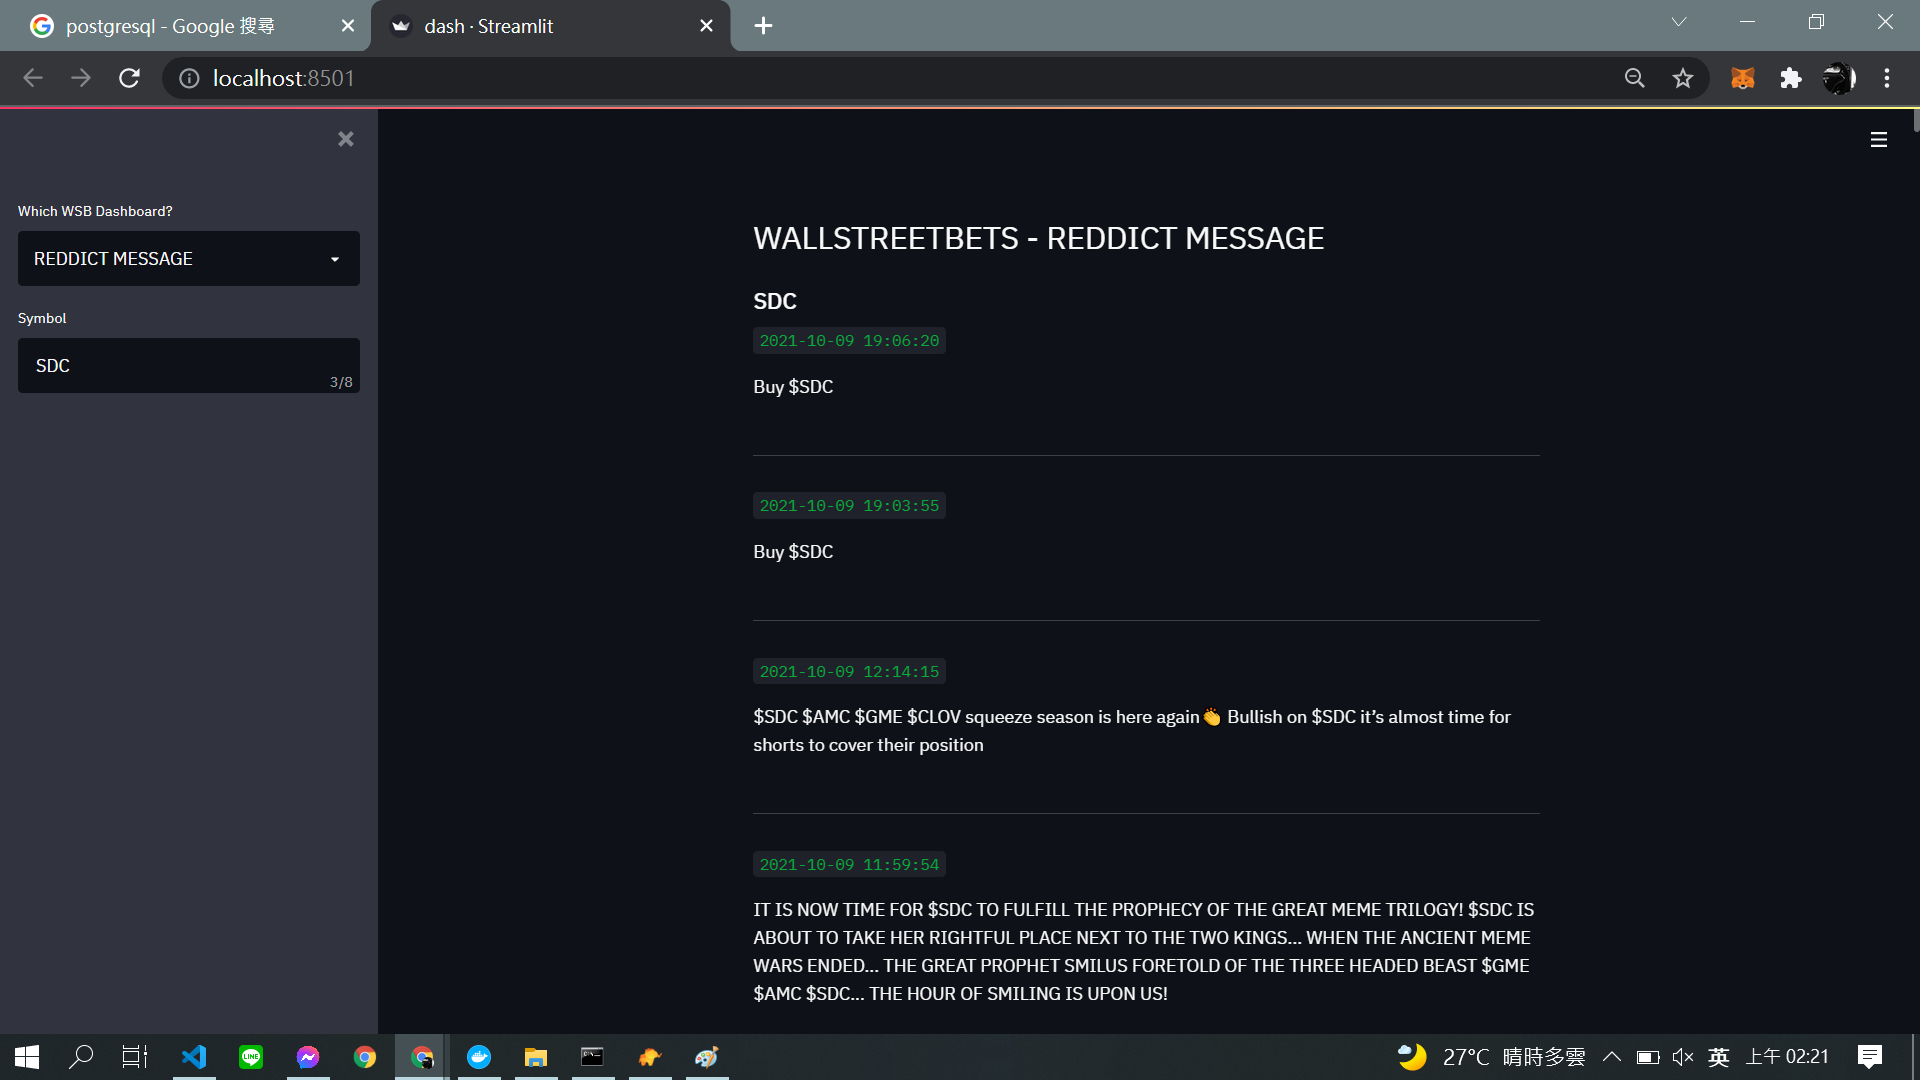 postgresql - Google 搜尋
dash · Streamlit
localhost:8501
Which WSB Dashboard?
REDDICT MESSAGE
Symbol
SDC
3/8
WALLSTREETBETS - REDDICT MESSAGE
SDC
2021-10-09 19:06:20
Buy $SDC
2021-10-09 19:03:55
Buy $SDC
2021-10-09 12:14:15
$SDC $AMC $GME $CLOV squeeze season is here again👏 Bullish on $SDC it’s almost time for
shorts to cover their position
2021-10-09 11:59:54
IT IS NOW TIME FOR $SDC TO FULFILL THE PROPHECY OF THE GREAT MEME TRILOGY! $SDC IS
ABOUT TO TAKE HER RIGHTFUL PLACE NEXT TO THE TWO KINGS… WHEN THE ANCIENT MEME
WARS ENDED… THE GREAT PROPHET SMILUS FORETOLD OF THE THREE HEADED BEAST $GME
$AMC $SDC… THE HOUR OF SMILING IS UPON US!
LINE
27°C 晴時多雲
英
上午 02:21